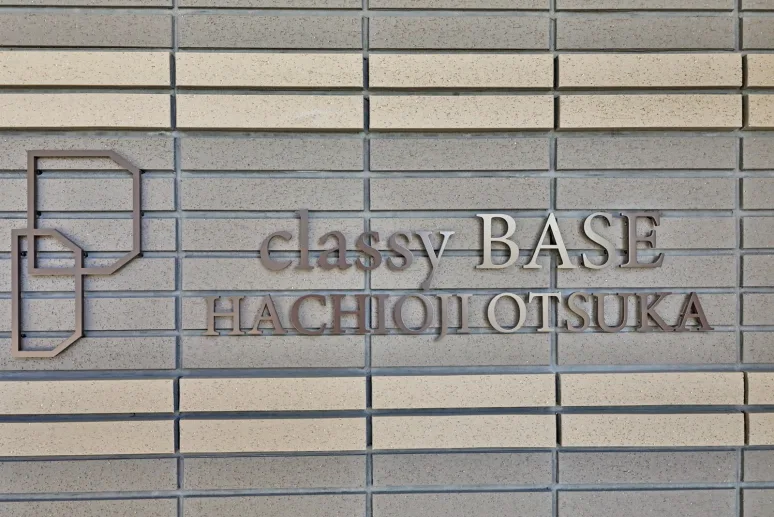 classy BASE
HACHIOJI OTSUKA